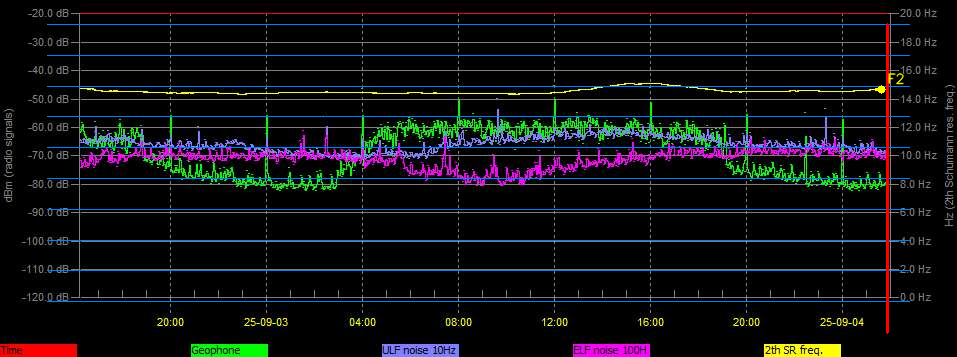 -20.0 dB
20.0 Hz
-30.0 dB
18.0 Hz
-40.0 dB
16.0 Hz
F2
-50.0 dB
14.0 Hz
-60.0 dB
12.0 Hz
-70.0 dB
10.0 Hz
-80.0 dB
8.0 Hz
-90.0 dB
6.0 Hz
-100.0 dB
4.0 Hz
-110.0 dB
2.0 Hz
-120.0 dB
0.0 Hz
dBm (radio signals)
Hz (2th Schumann res. freq.)
20:00 25-09-03 04:00 08:00 12:00 16:00 20:00 25-09-04
Time Geophone ULF noise 10Hz ELF noise 100H 2th SR freq.